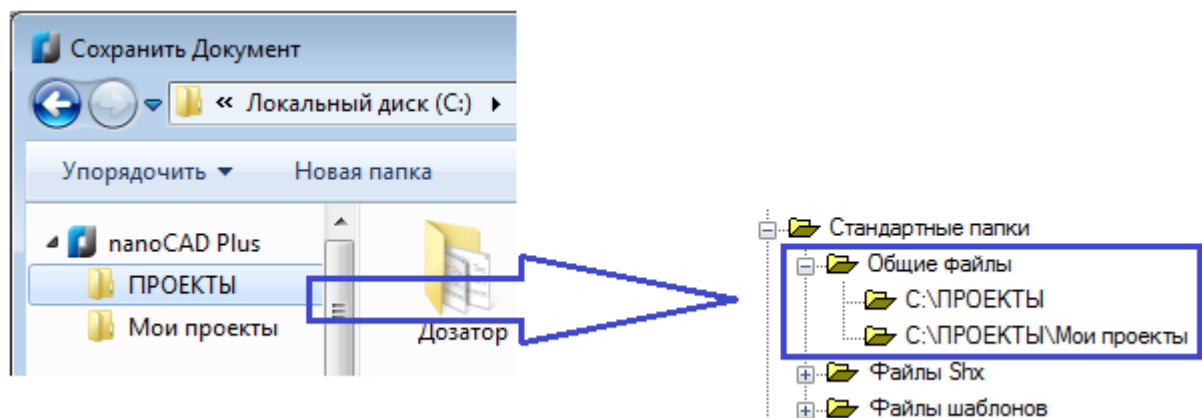 Сохранить Документ
« Локальный диск (C:)
Упорядочить Новая папка
nanoCAD Plus
ПРОЕКТЫ
Мои проекты
Дозатор
Стандартные папки
Общие файлы
C:\ПРОЕКТЫ
C:\ПРОЕКТЫ\Мои проекты
Файлы Shx
Файлы шаблонов